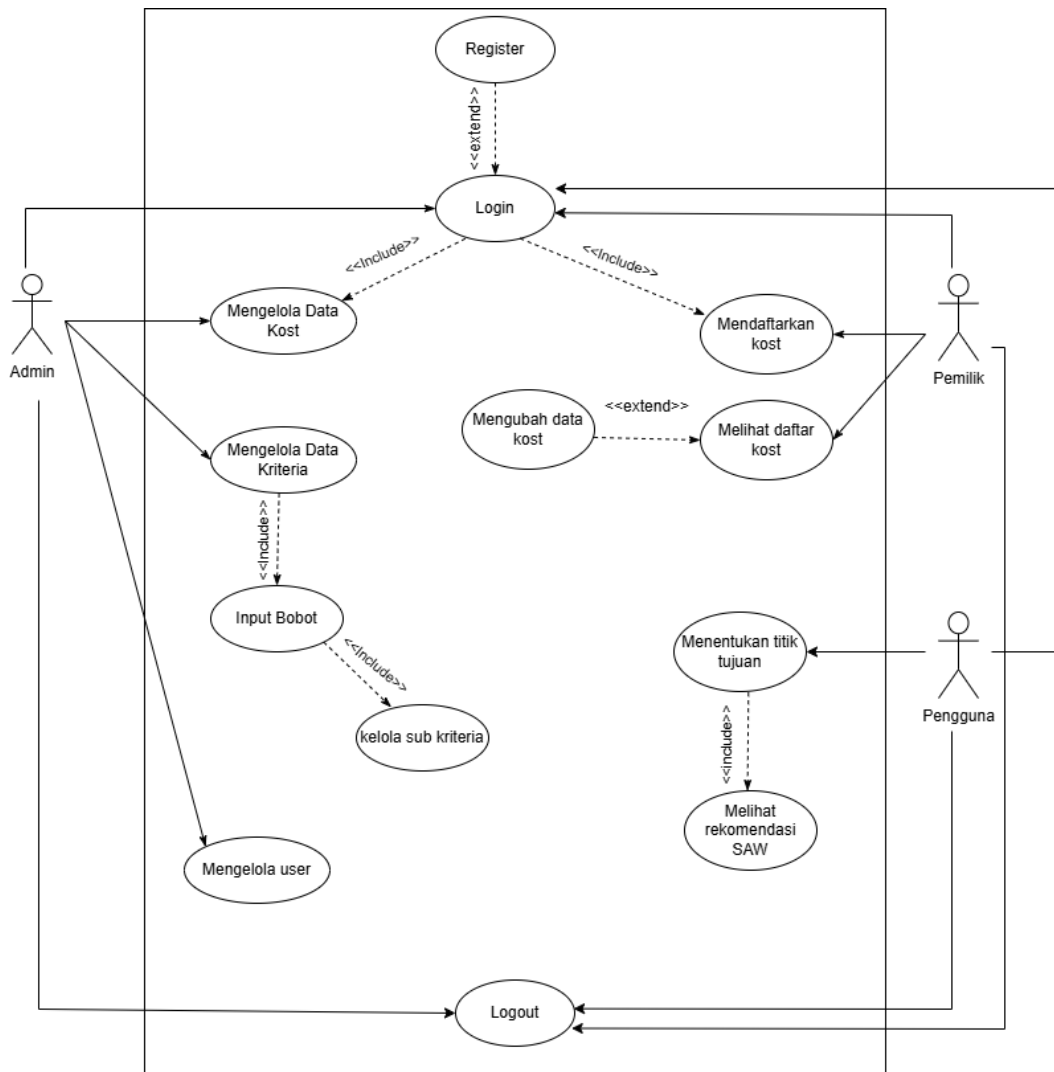 Register
<<extend>>
Login
<<Include>>
<<Include>>
Mengelola Data
Kost
Mendaftarkan
kost
Admin
Pemilik
<<extend>>
Mengubah data
kost
Melihat daftar
kost
Mengelola Data
Kriteria
<<Include>>
Input Bobot
<<Include>>
kelola sub kriteria
Menentukan titik
tujuan
Pengguna
<<include>>
Melihat
rekomendasi
SAW
Mengelola user
Logout